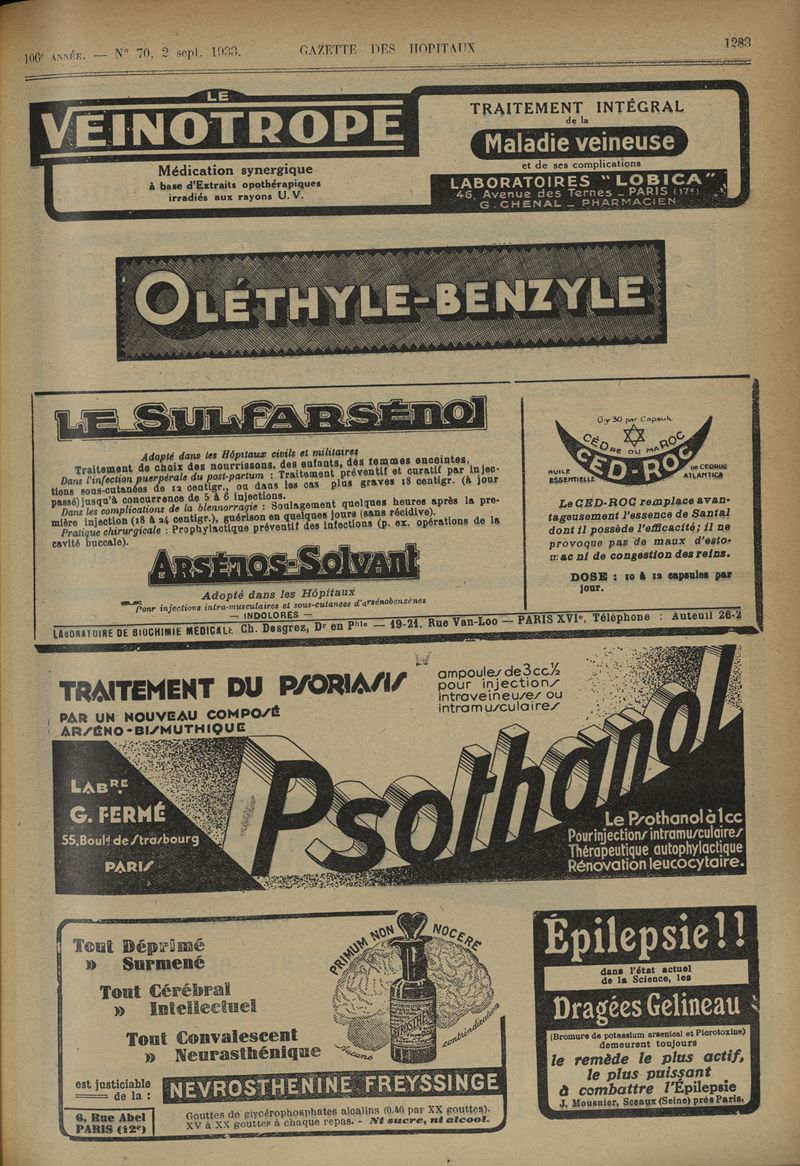 106e ANNÉE. — N° 70, 2 sept. 1933.
GAZETTE DES HOPITAUX
1283
LE
VEINOTROPE
Médication synergique
à base d'Extraits opothérapiques
irradiés aux rayons U.V.
TRAITEMENT INTÉGRAL
de la
Maladie veineuse
et de ses complications
LABORATOIRES "LOBICA"
46, Avenue des Ternes _ PARIS (17e)
G. CHENAL _ PHARMACIEN
OLÉTHYLE-BENZYLE
LE SULFARSÉNOL
Adopté dans les Hôpitaux civils et militaires
Traitement de choix des nourrissons, des enfants, des femmes enceintes,
Dans l'infection puerpérale du post-partum : Traitement préventif et curatif par injec-
tions sous-cutanées de 12 centigr., ou dans les cas plus graves 18 centigr. (à jour
passé) jusqu'à concurrence de 5 à 6 injections.
Dans les complications de la blennorragie : Soulagement quelques heures après la pre-
mière injection (18 à 24 centigr.), guérison en quelques jours (sans récidive).
Pratique chirurgicale : Prophylactique préventif des infections (p. ex. opérations de la
cavité buccale).
ARSÉNOS-SOLVANT
Adopté dans les Hôpitaux
Pour injections intra-musculaires et sous-cutanées d'arsénobenzènes
— INDOLORES —
O,gr 30 par Capsule
CÈDRE OU MAROC
CED-ROC
HUILE
ESSENTIELLE
DE CEDRUS
ATLANTICA
Le CED-ROC remplace avan-
tageusement l'essence de Santal
dont il possède l'efficacité; il ne
provoque pas de maux d'esto-
mac ni de congestion des reins.
DOSE : 10 à 12 capsules par
jour.
LABORATOIRE DE BIOCHIMIE MÉDICALE Ch. Desgrez, Dr en Phie — 19-21, Rue Van-Loo — PARIS XVIe, Téléphone : Auteuil 26-2
TRAITEMENT DU PSORIASIS
PAR UN NOUVEAU COMPOSÉ
ARSÉNO-BISMUTHIQUE
ampoules de 3cc½
pour injections
intraveineuses ou
intramusculaires
Psothanol
LABRE
G. FERMÉ
55, Bould de Strasbourg
PARIS
Le Psothanol à 1cc
Pour injections intramusculaires
Thérapeutique autophylactique
Rénovation leucocytaire.
Tout Déprimé
» Surmené
Tout Cérébral
» Intellectuel
Tout Convalescent
» Neurasthénique
PRIMUM NON NOCERE
Aucune contrindication
est justiciable
de la :
NEVROSTHENINE FREYSSINGE
6, Rue Abel
PARIS (12e)
Gouttes de glycérophosphates alcalins (0.40 par XX gouttes).
XV à XX gouttes à chaque repas. - Ni sucre, ni alcool.
Épilepsie!!
dans l'état actuel
de la Science, les
Dragées Gelineau
(Bromure de potassium arsenical et Picrotoxine)
demeurent toujours
le remède le plus actif,
le plus puissant
à combattre l'Épilepsie
J. Mousnier, Sceaux (Seine) près Paris.